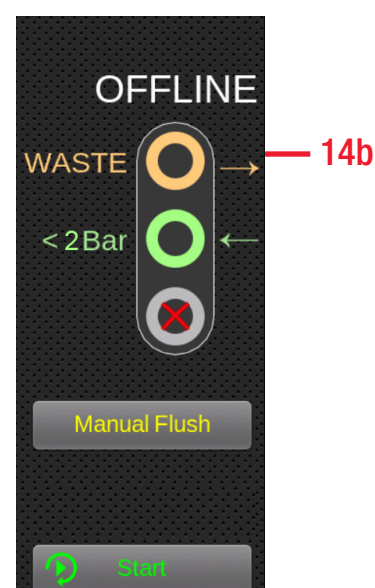 OFFLINE
WASTE → 14b
< 2Bar ←
Manual Flush
Start